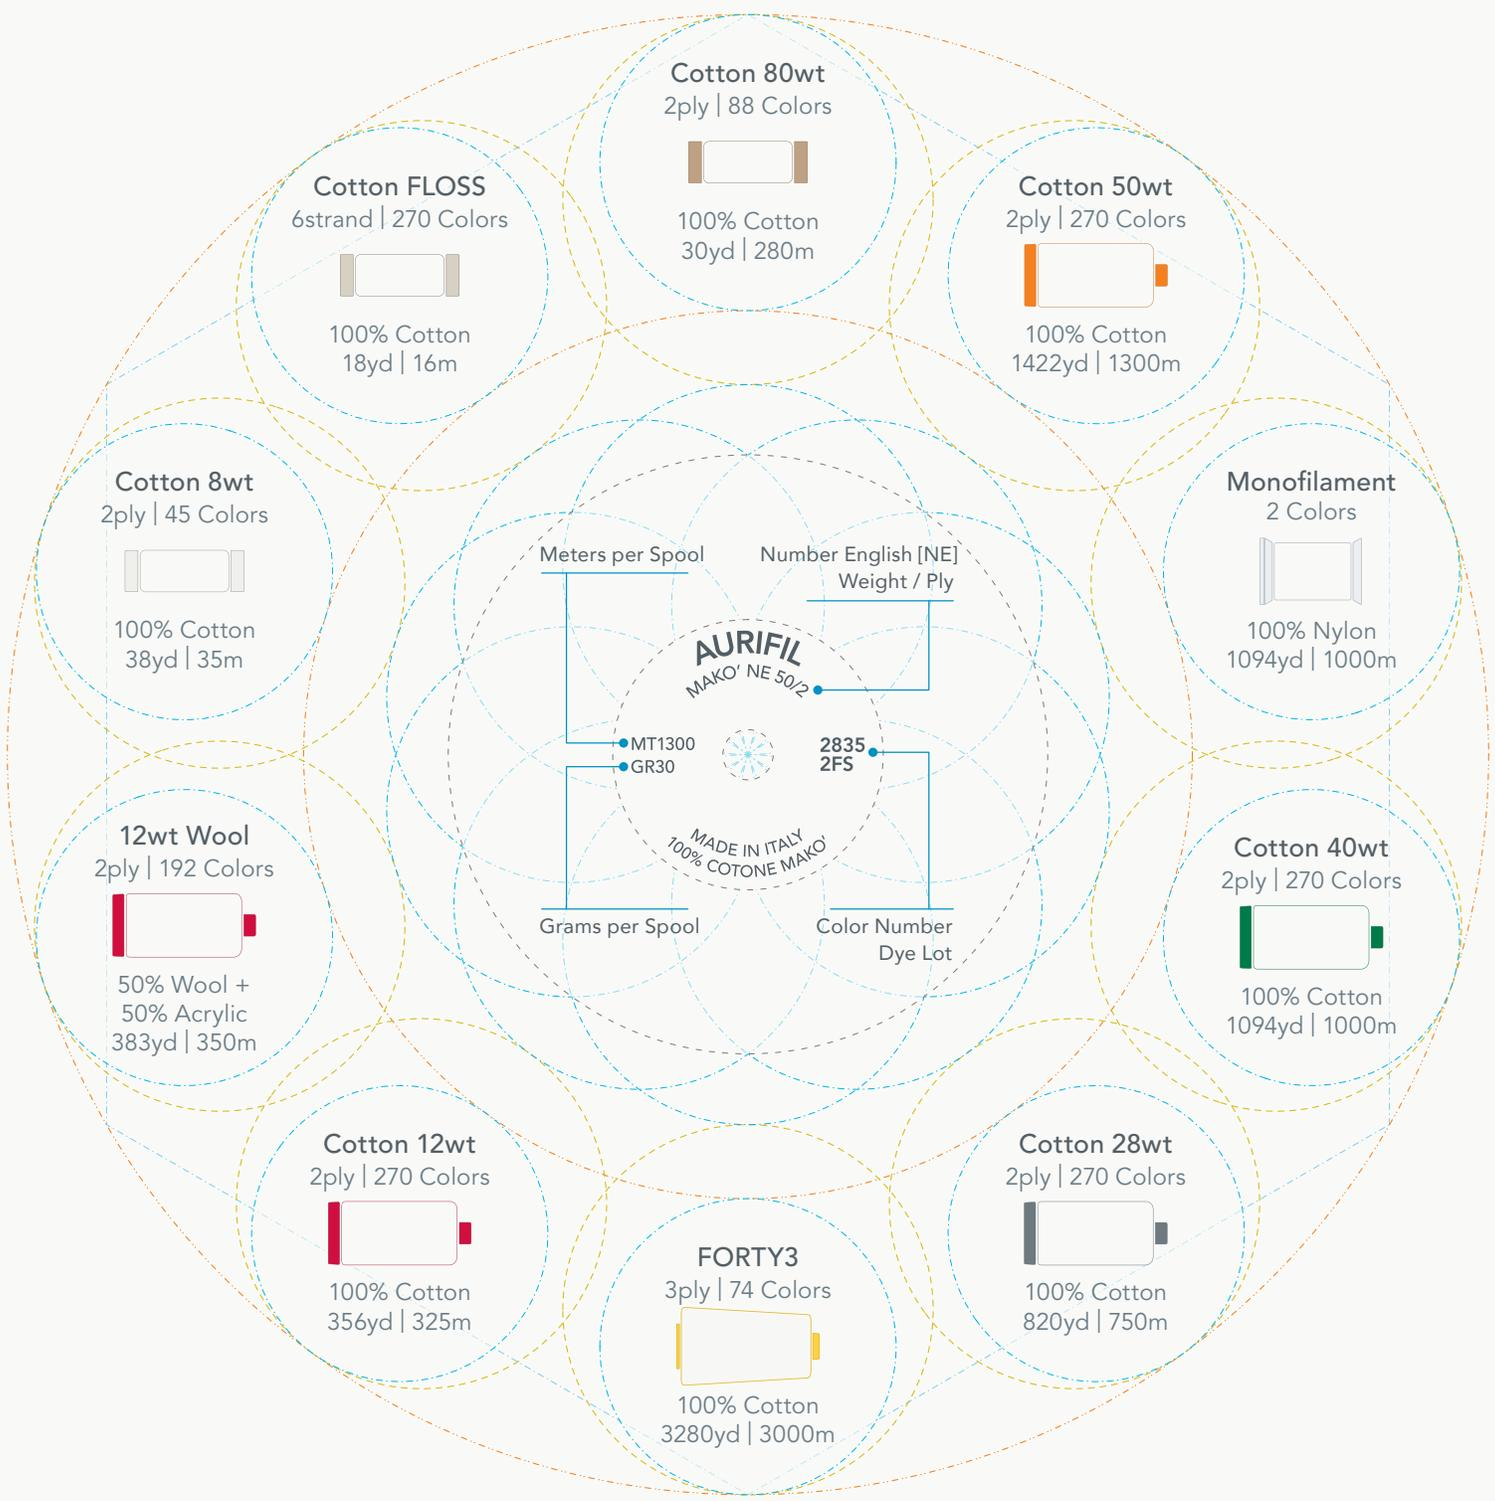 Cotton 80wt
2ply | 88 Colors
100% Cotton
30yd | 280m
Cotton FLOSS
6strand | 270 Colors
100% Cotton
18yd | 16m
Cotton 50wt
2ply | 270 Colors
100% Cotton
1422yd | 1300m
Cotton 8wt
2ply | 45 Colors
100% Cotton
38yd | 35m
Monofilament
2 Colors
100% Nylon
1094yd | 1000m
Meters per Spool
Number English [NE]
Weight / Ply
AURIFIL
MAKO’ NE 50/2
MT1300
GR30
2835
2FS
MADE IN ITALY
100% COTONE MAKO’
Grams per Spool
Color Number
Dye Lot
12wt Wool
2ply | 192 Colors
50% Wool +
50% Acrylic
383yd | 350m
Cotton 40wt
2ply | 270 Colors
100% Cotton
1094yd | 1000m
Cotton 12wt
2ply | 270 Colors
100% Cotton
356yd | 325m
Cotton 28wt
2ply | 270 Colors
100% Cotton
820yd | 750m
FORTY3
3ply | 74 Colors
100% Cotton
3280yd | 3000m